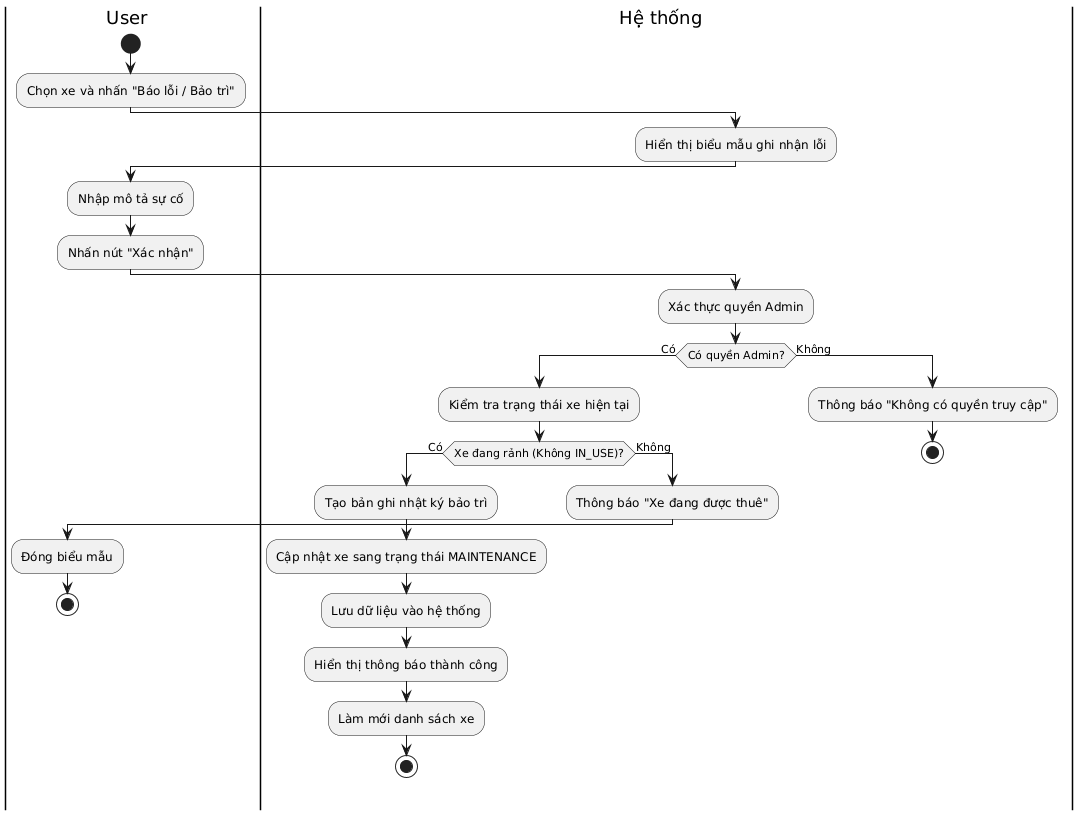 User
Hệ thống
Chọn xe và nhấn "Báo lỗi / Bảo trì"
Hiển thị biểu mẫu ghi nhận lỗi
Nhập mô tả sự cố
Nhấn nút "Xác nhận"
Xác thực quyền Admin
Có
Có quyền Admin?
Không
Kiểm tra trạng thái xe hiện tại
Thông báo "Không có quyền truy cập"
Có
Xe đang rảnh (Không IN_USE)?
Không
Tạo bản ghi nhật ký bảo trì
Thông báo "Xe đang được thuê"
Đóng biểu mẫu
Cập nhật xe sang trạng thái MAINTENANCE
Lưu dữ liệu vào hệ thống
Hiển thị thông báo thành công
Làm mới danh sách xe